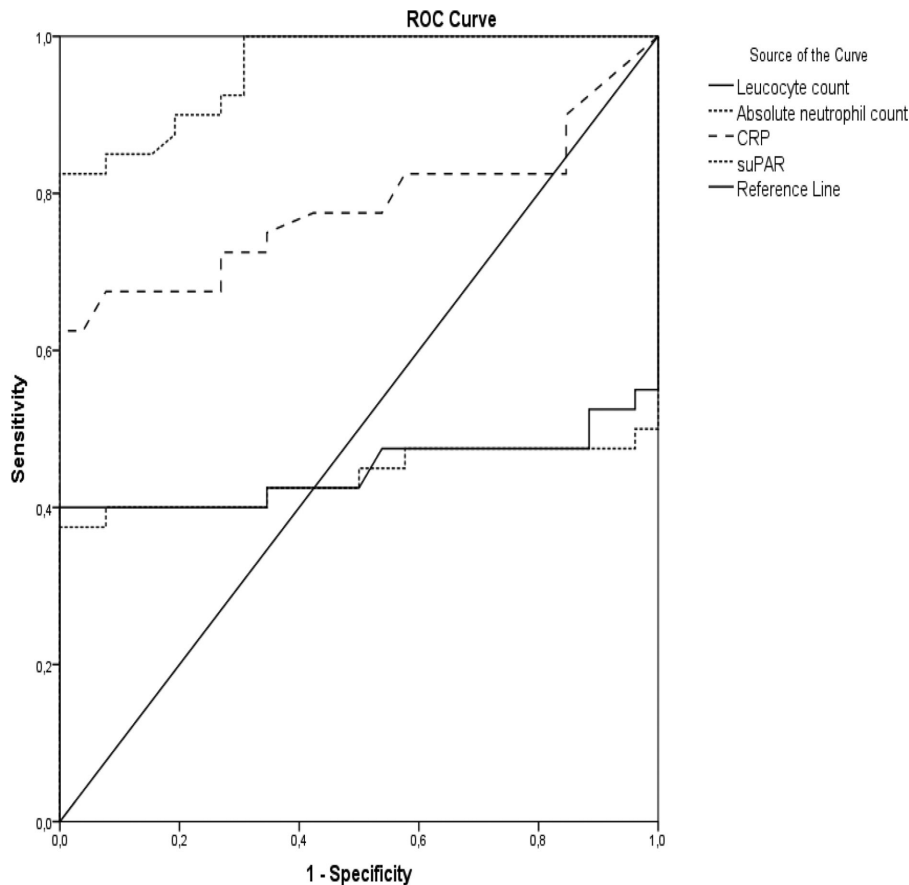 ROC Curve
1,0
0,8
0,6
0,4
0,2
0,0
Sensitivity
0,0 0,2 0,4 0,6 0,8 1,0
1 - Specificity
Source of the Curve
Leucocyte count
Absolute neutrophil count
CRP
suPAR
Reference Line